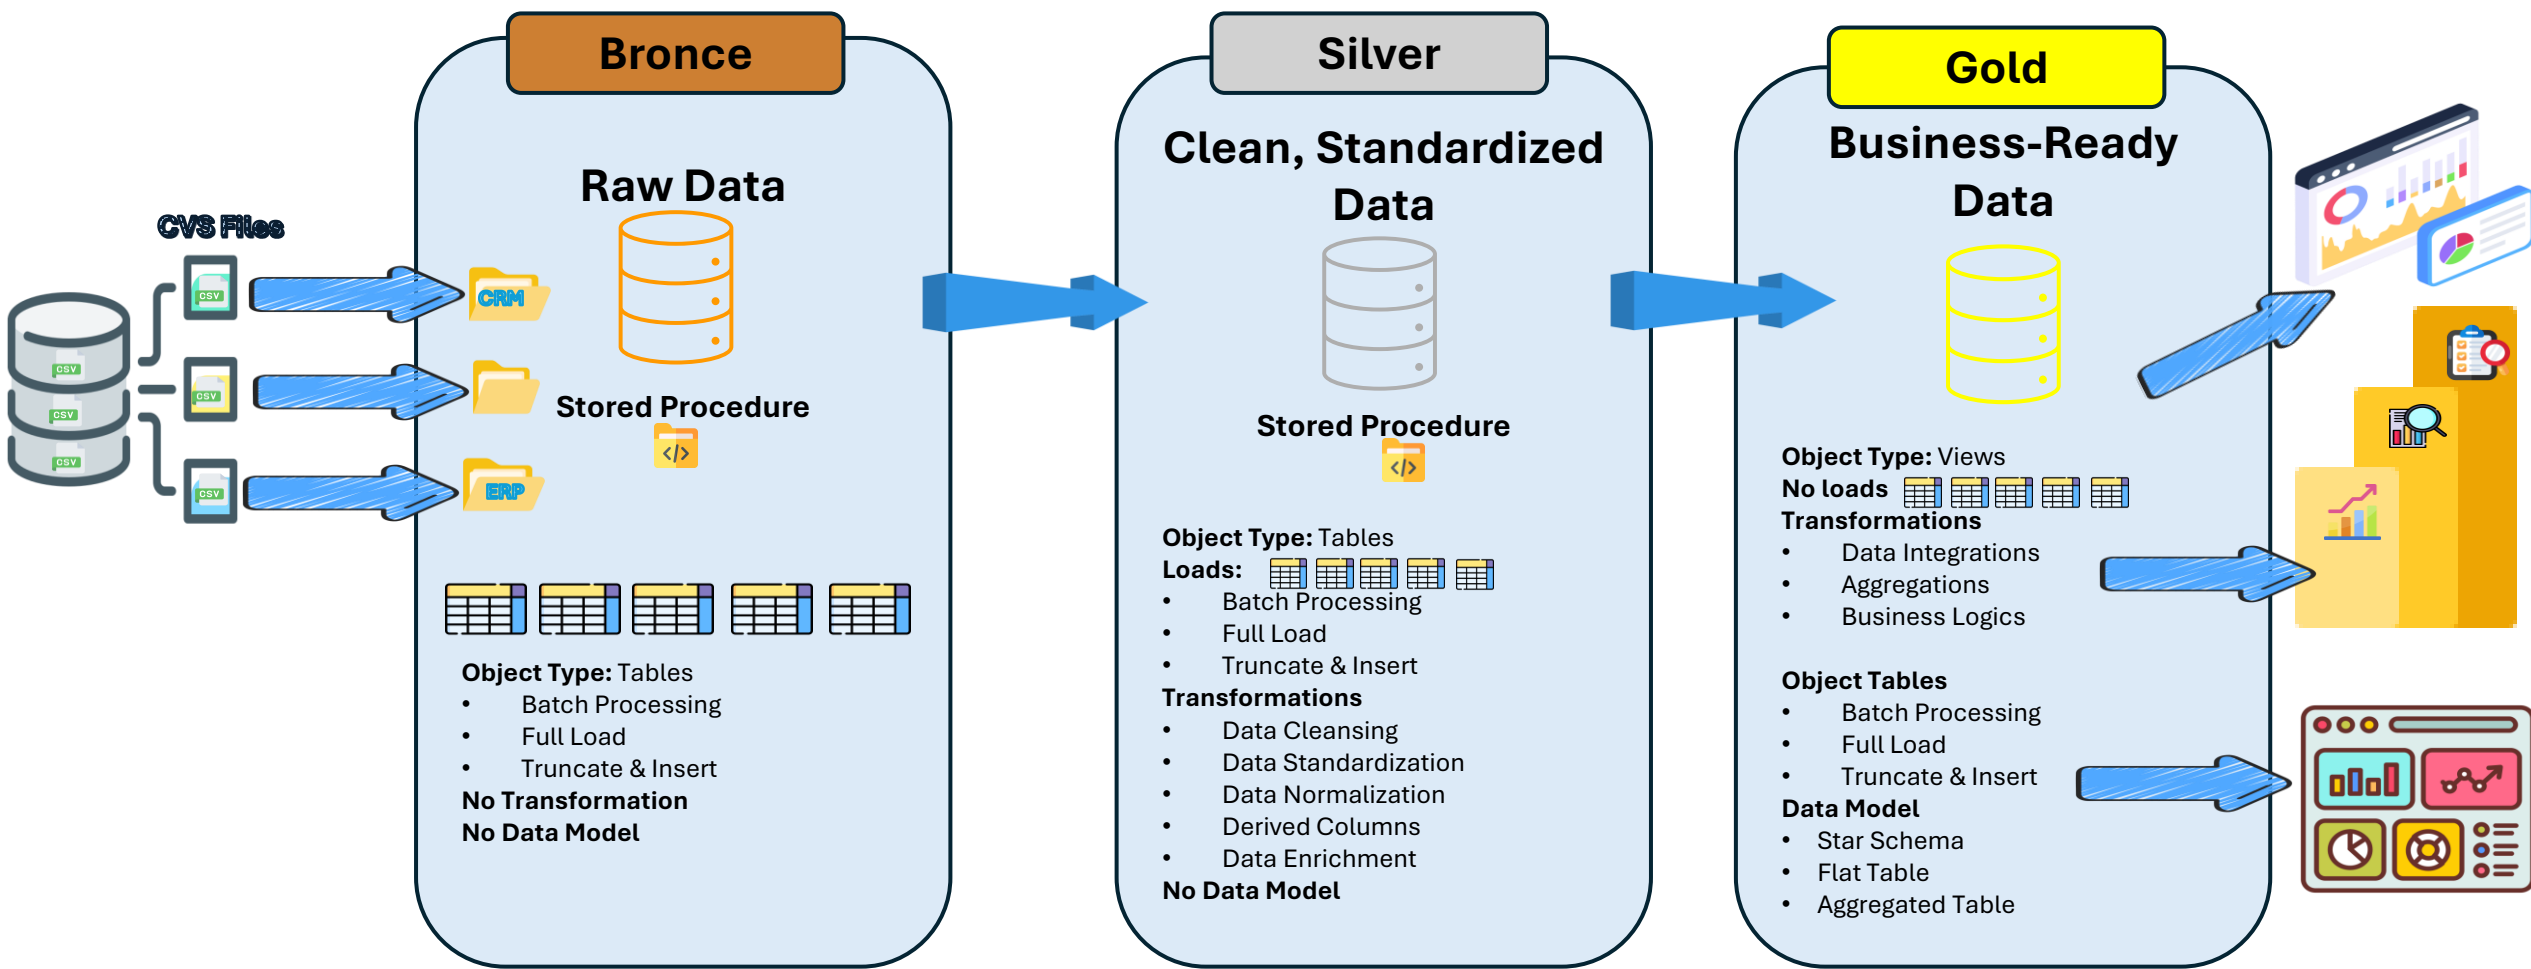 CVS Files
CSV
CSV
CSV
CSV
CSV
CSV
Bronce
Raw Data
CRM
ERP
Stored Procedure
</>
Object Type: Tables
• Batch Processing
• Full Load
• Truncate & Insert
No Transformation
No Data Model
Silver
Clean, Standardized
Data
Stored Procedure
</>
Object Type: Tables
Loads:
• Batch Processing
• Full Load
• Truncate & Insert
Transformations
• Data Cleansing
• Data Standardization
• Data Normalization
• Derived Columns
• Data Enrichment
No Data Model
Gold
Business-Ready
Data
Object Type: Views
No loads
Transformations
• Data Integrations
• Aggregations
• Business Logics
Object Tables
• Batch Processing
• Full Load
• Truncate & Insert
Data Model
• Star Schema
• Flat Table
• Aggregated Table